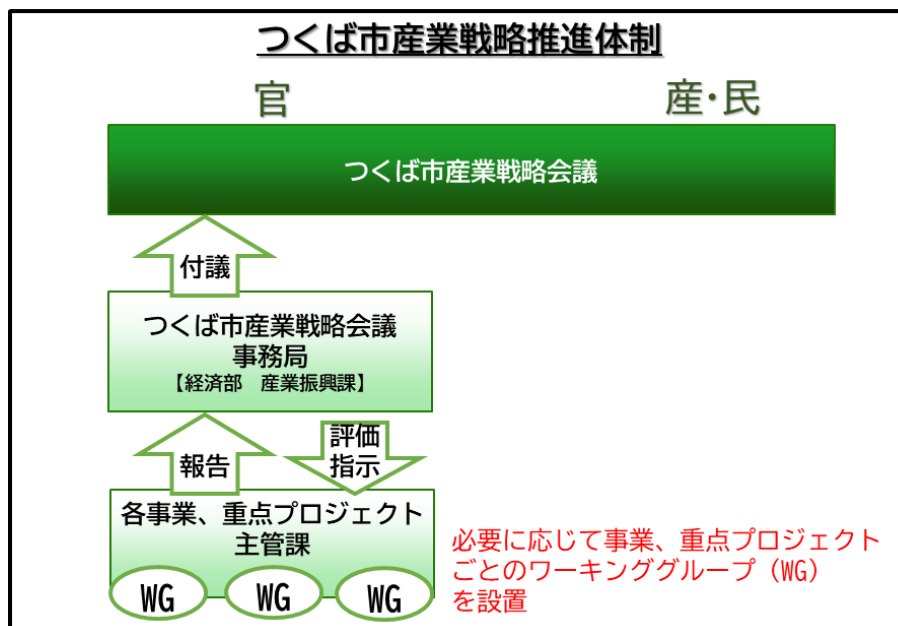 つくば市産業戦略推進体制
官
産・民
つくば市産業戦略会議
付議
つくば市産業戦略会議
事務局
【経済部　産業振興課】
報告
評価
指示
各事業、重点プロジェクト
主管課
WG
WG
WG
必要に応じて事業、重点プロジェクト
ごとのワーキンググループ（WG）
を設置